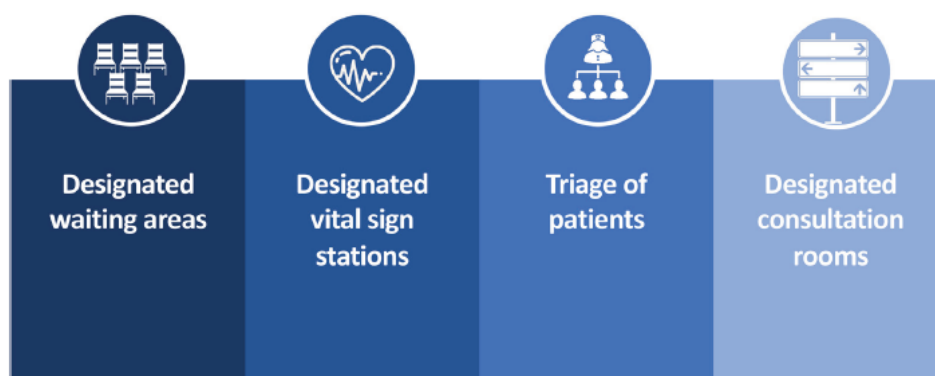 Designated
waiting areas
Designated
vital sign
stations
Triage of
patients
Designated
consultation
rooms